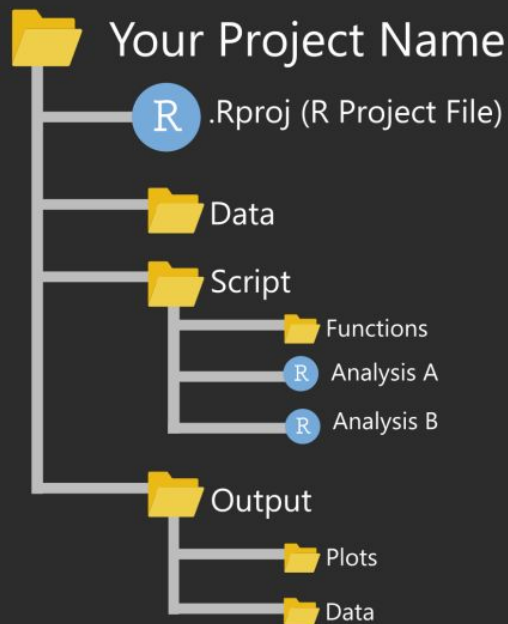 Your Project Name
R .Rproj (R Project File)
Data
Script
Functions
R Analysis A
R Analysis B
Output
Plots
Data